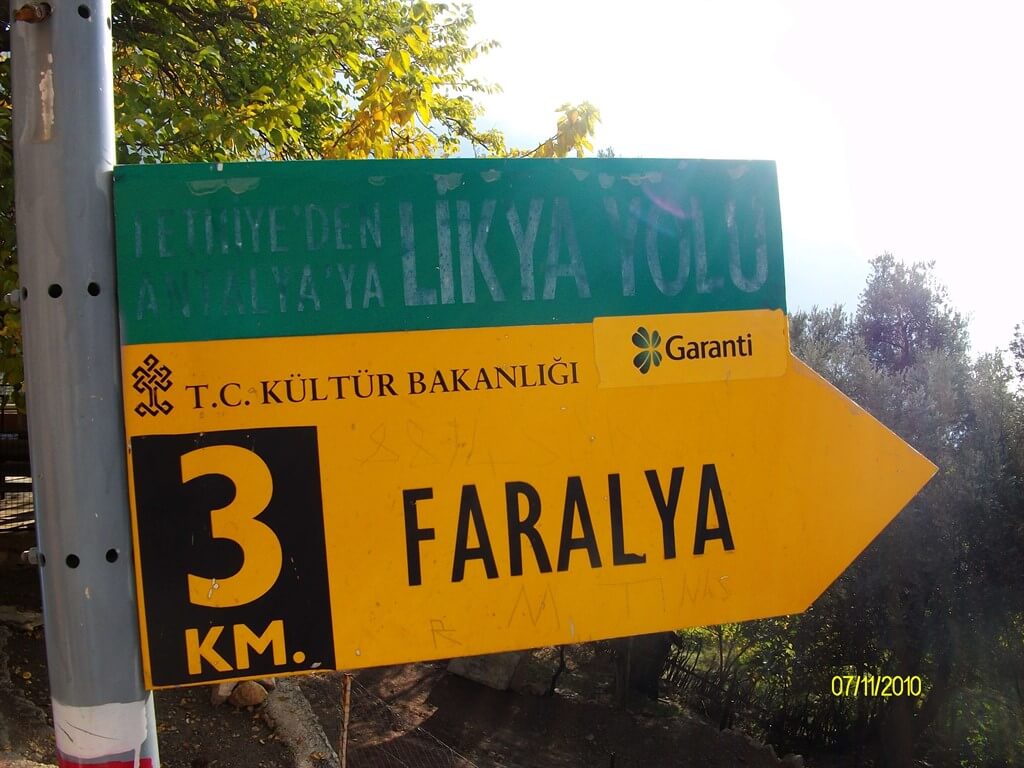 FETHİYE'DEN
ANTALYA'YA
LİKYA YOLU
Garanti
T.C. KÜLTÜR BAKANLIĞI
3
KM.
FARALYA
07/11/2010